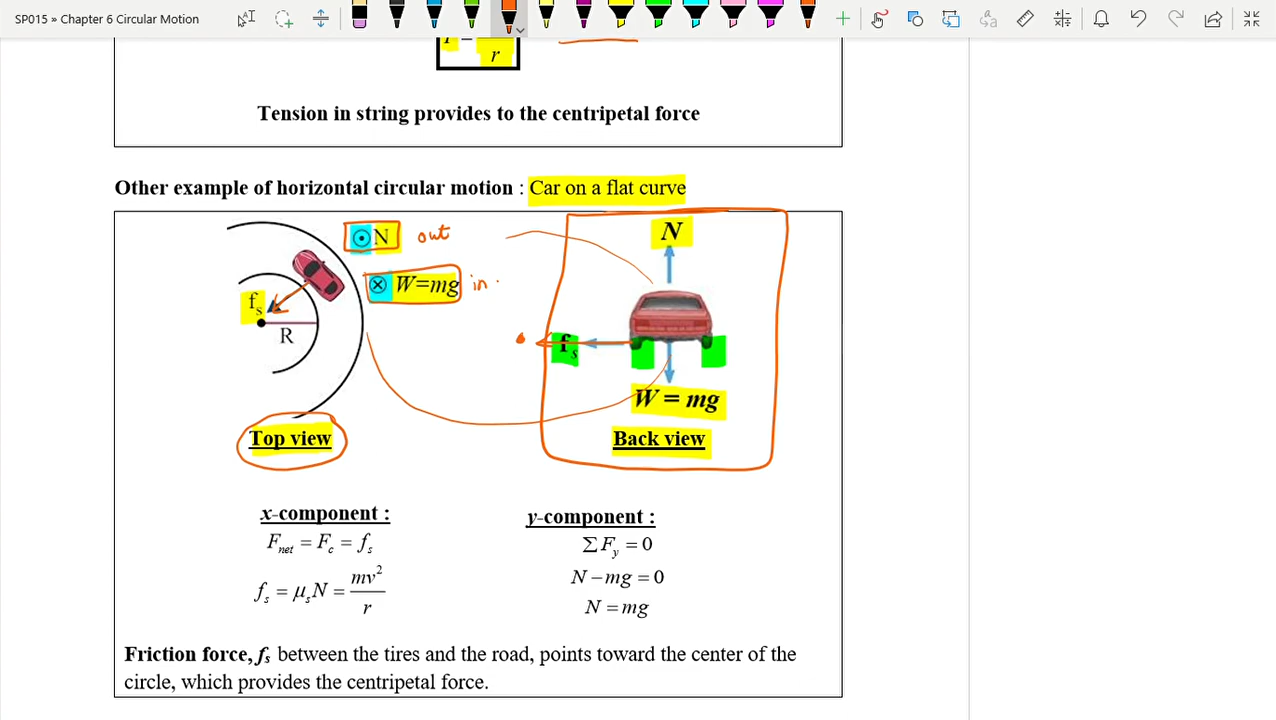 SP015 » Chapter 6 Circular Motion
r
Tension in string provides to the centripetal force
Other example of horizontal circular motion : Car on a flat curve
⊙N out
⊗ W=mg in
fs
R
Top view
N
fs
W = mg
Back view
x-component :
Fnet = Fc = fs
fs = μsN = mv²/r
y-component :
ΣFy = 0
N − mg = 0
N = mg
Friction force, fs between the tires and the road, points toward the center of the
circle, which provides the centripetal force.